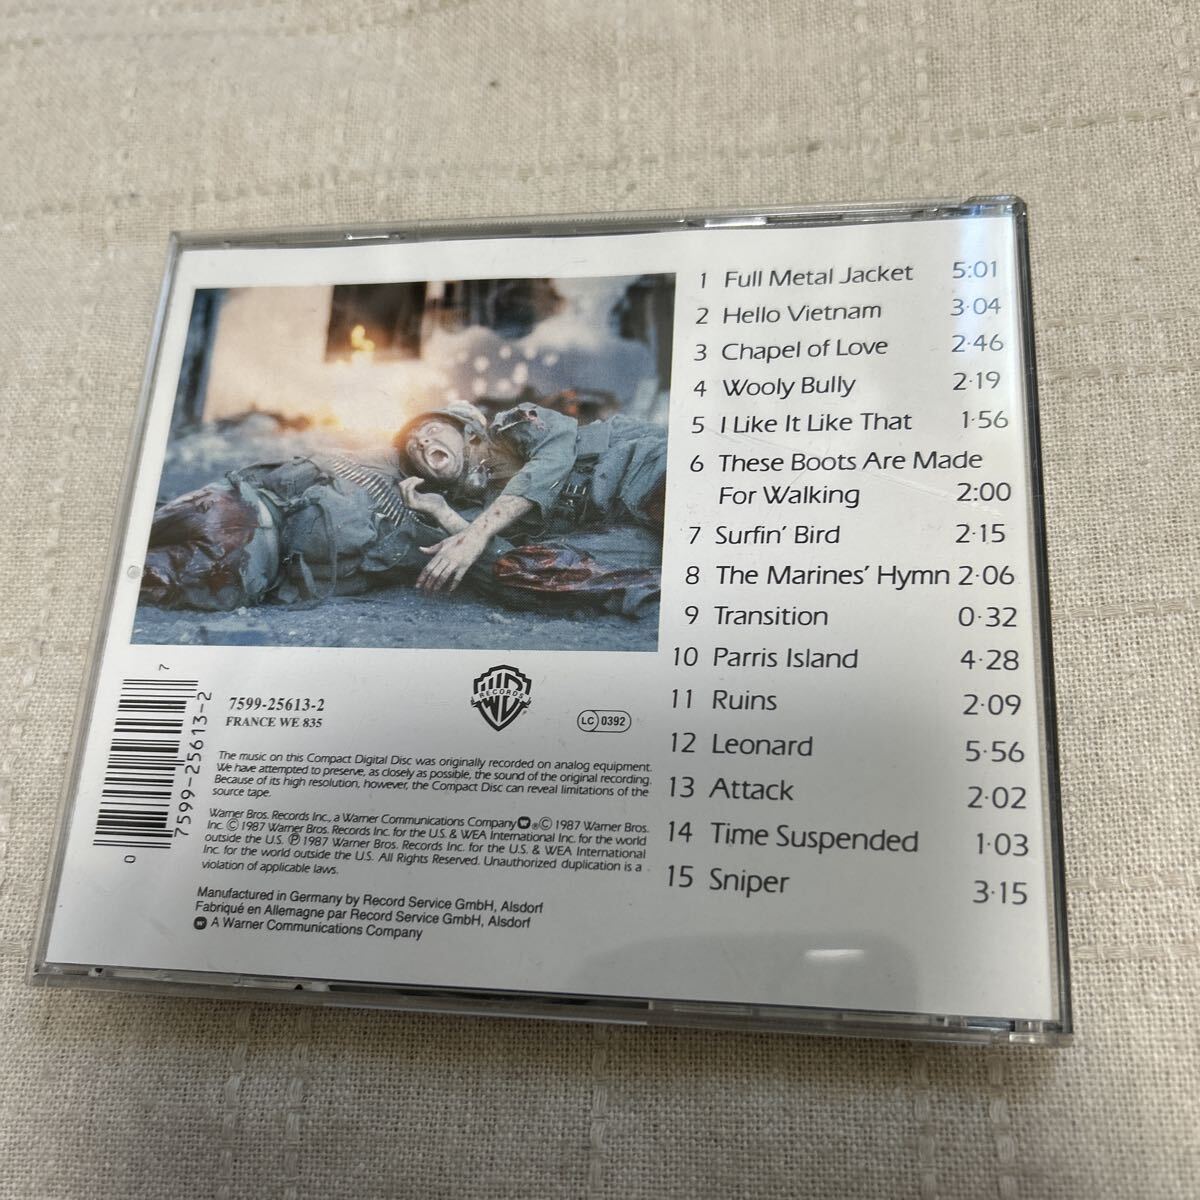 1 Full Metal Jacket 5:01
2 Hello Vietnam 3·04
3 Chapel of Love 2·46
4 Wooly Bully 2·19
5 I Like It Like That 1·56
6 These Boots Are Made
For Walking 2:00
7 Surfin' Bird 2·15
8 The Marines' Hymn 2·06
9 Transition 0·32
10 Parris Island 4·28
11 Ruins 2·09
12 Leonard 5·56
13 Attack 2·02
14 Time Suspended 1·03
15 Sniper 3·15
7
7599-25613-2
0
7599-25613-2
FRANCE WE 835
WB
RECORDS
LC 0392
The music on this Compact Digital Disc was originally recorded on analog equipment.
We have attempted to preserve, as closely as possible, the sound of the original recording.
Because of its high resolution, however, the Compact Disc can reveal limitations of the
source tape.
Warner Bros. Records Inc., a Warner Communications Company ® © 1987 Warner Bros.
Inc. © 1987 Warner Bros. Records Inc. for the U.S. & WEA International Inc. for the world
outside the U.S. ℗ 1987 Warner Bros. Records Inc. for the U.S. & WEA International
Inc. for the world outside the U.S. All Rights Reserved. Unauthorized duplication is a
violation of applicable laws.
Manufactured in Germany by Record Service GmbH, Alsdorf
Fabriqué en Allemagne par Record Service GmbH, Alsdorf
A Warner Communications Company